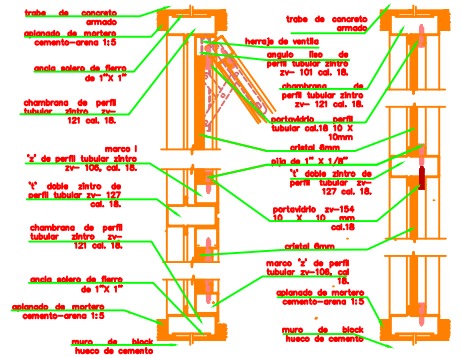 trabe de concreto
armado
aplanado de mortero
cemento-arena 1:5
ancla solera de fierro
de 1"X 1"
chambrana de perfil
tubular zintro zv-
121 cal. 18.
marco l
'z' de perfil tubular zintro
zv- 106, cal. 18.
't' doble zintro de
perfil tubular zv- 127
cal. 18.
chambrana de perfil
tubular zintro zv-
121 cal. 18.
ancla solero de fierro
de 1"X 1"
aplanado de mortero
cemento-arena 1:5
muro de block
hueco de cemento
herraje de ventila
angulo liso de
perfil tubular zintro
zv- 101 cal. 18.
chambrana de
perfil tubular zintro
zv- 121 cal. 18.
portavidrio perfil
tubular cal.18 10 X
10mm
cristal 6mm
pija de 1" X 1/8"
't' doble zintro de
perfil tubular zv-
127 cal. 18.
portavidrio zv-154
10 X 10 mm
cal.18
cristal 6mm
marco 'z' de perfil
tubular zv-106, cal
18
aplanado de mortero
cemento-arena 1:5
muro de block
hueco de cemento
trabe de concreto
armado